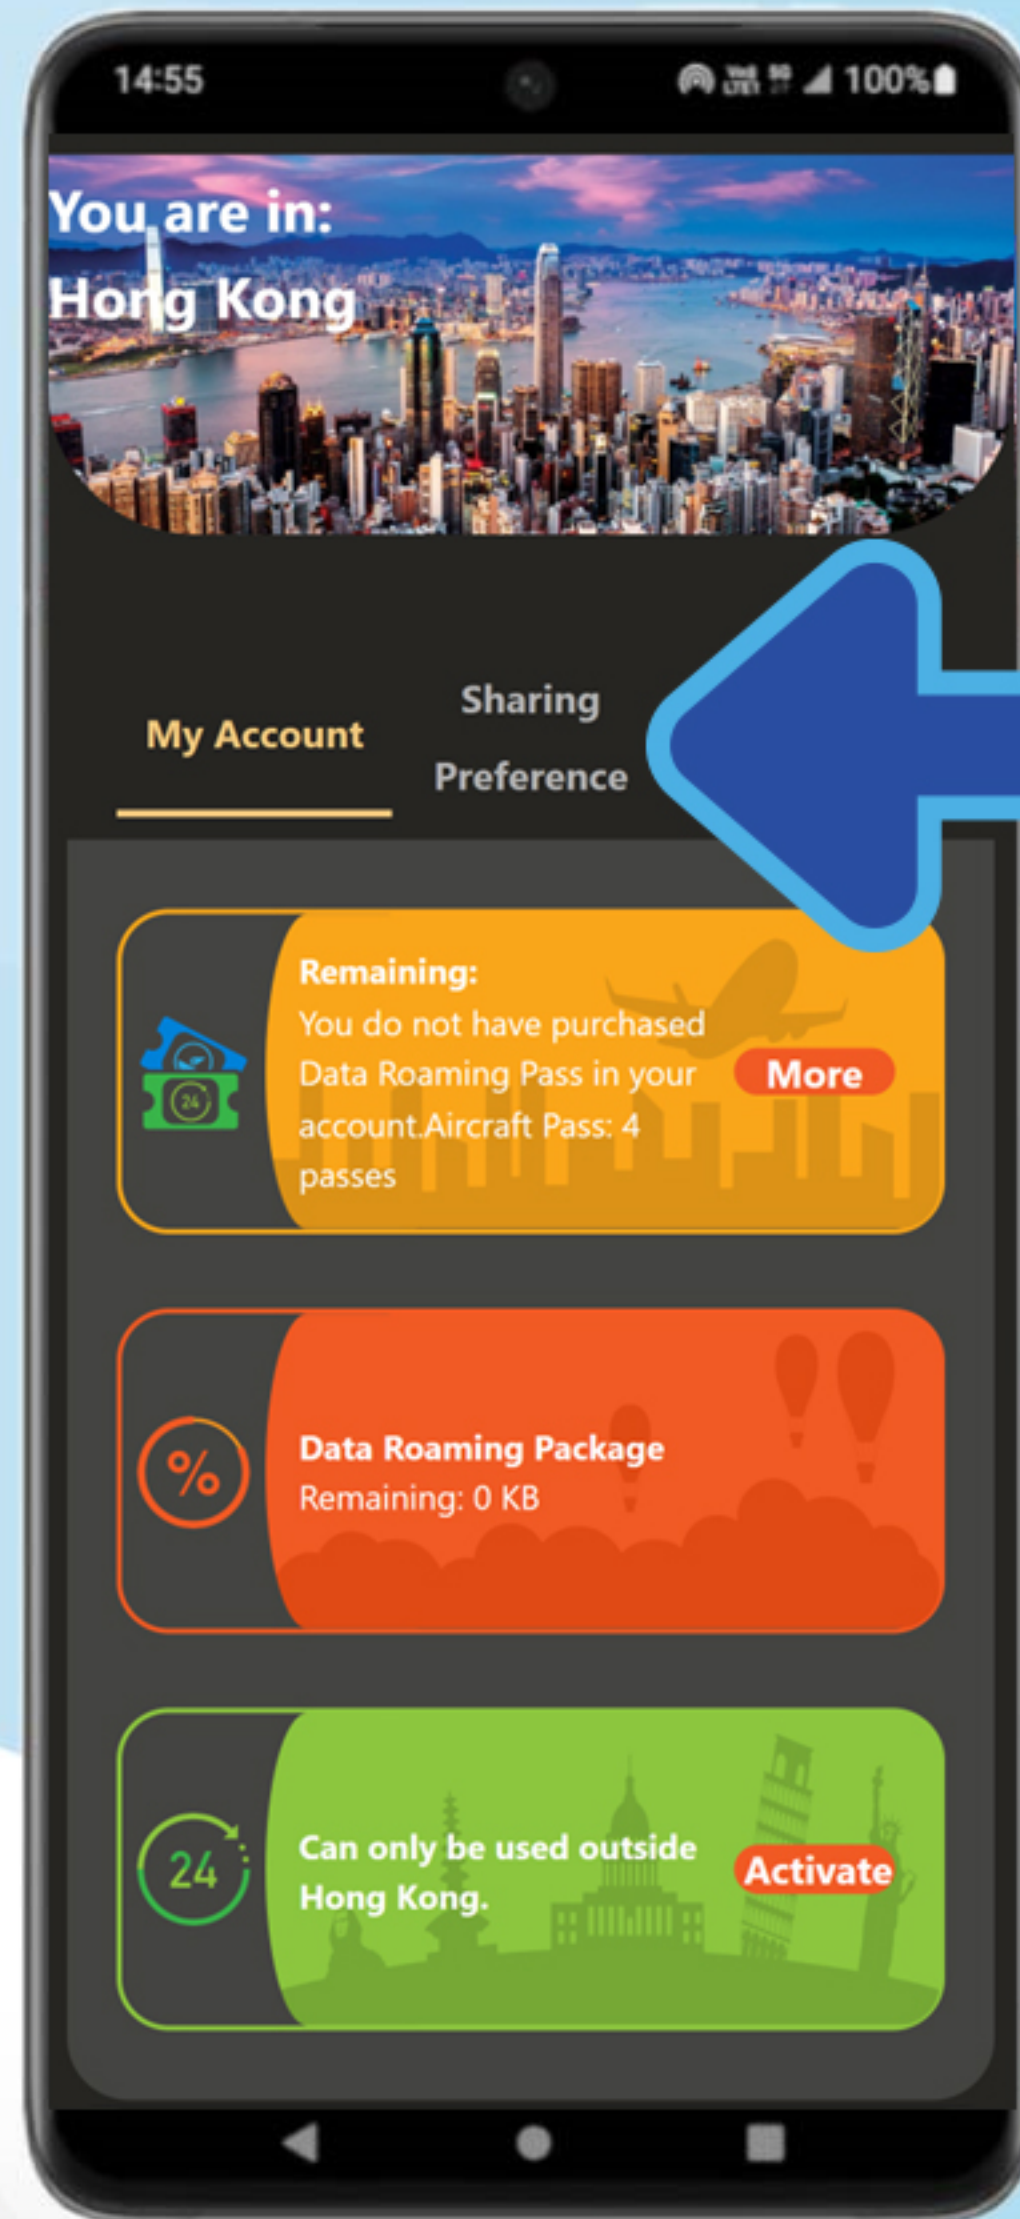 14:55
100%
You are in:
Hong Kong
My Account
Sharing
Preference
Remaining:
You do not have purchased
Data Roaming Pass in your
account.Aircraft Pass: 4
passes
More
24
%
Data Roaming Package
Remaining: 0 KB
24
Can only be used outside
Hong Kong.
Activate